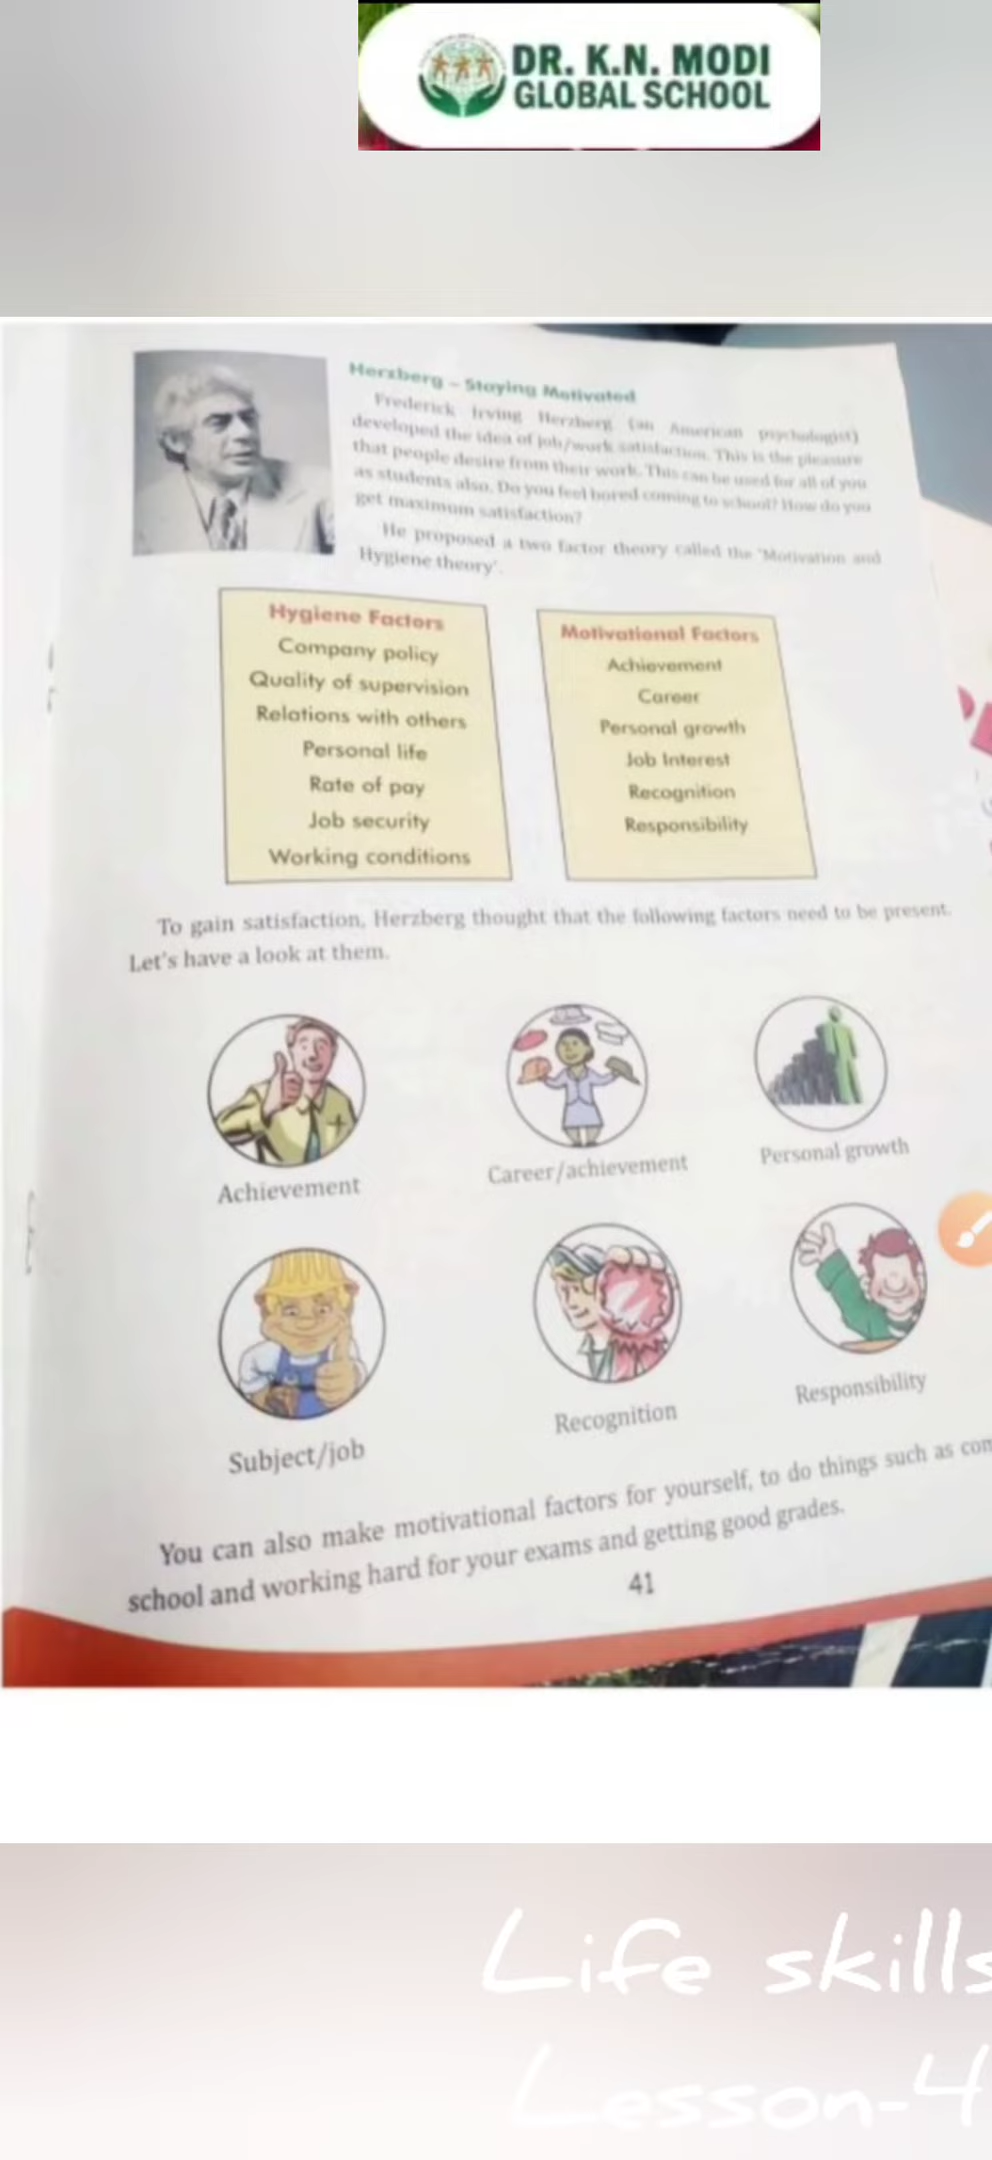 DR. K.N. MODI
GLOBAL SCHOOL
Herzberg – Staying Motivated
Frederick Irving Herzberg (an American psychologist)
developed the idea of job/work satisfaction. This is the pleasure
that people desire from their work. This can be used for all of you
as students also. Do you feel bored coming to school? How do you
get maximum satisfaction?
He proposed a two factor theory called the 'Motivation and
Hygiene theory'.
Hygiene Factors
Company policy
Quality of supervision
Relations with others
Personal life
Rate of pay
Job security
Working conditions
Motivational Factors
Achievement
Career
Personal growth
Job Interest
Recognition
Responsibility
To gain satisfaction, Herzberg thought that the following factors need to be present.
Let's have a look at them.
Achievement
Career/achievement
Personal growth
Subject/job
Recognition
Responsibility
You can also make motivational factors for yourself, to do things such as
school and working hard for your exams and getting good grades.
41
Life skills
Lesson-4